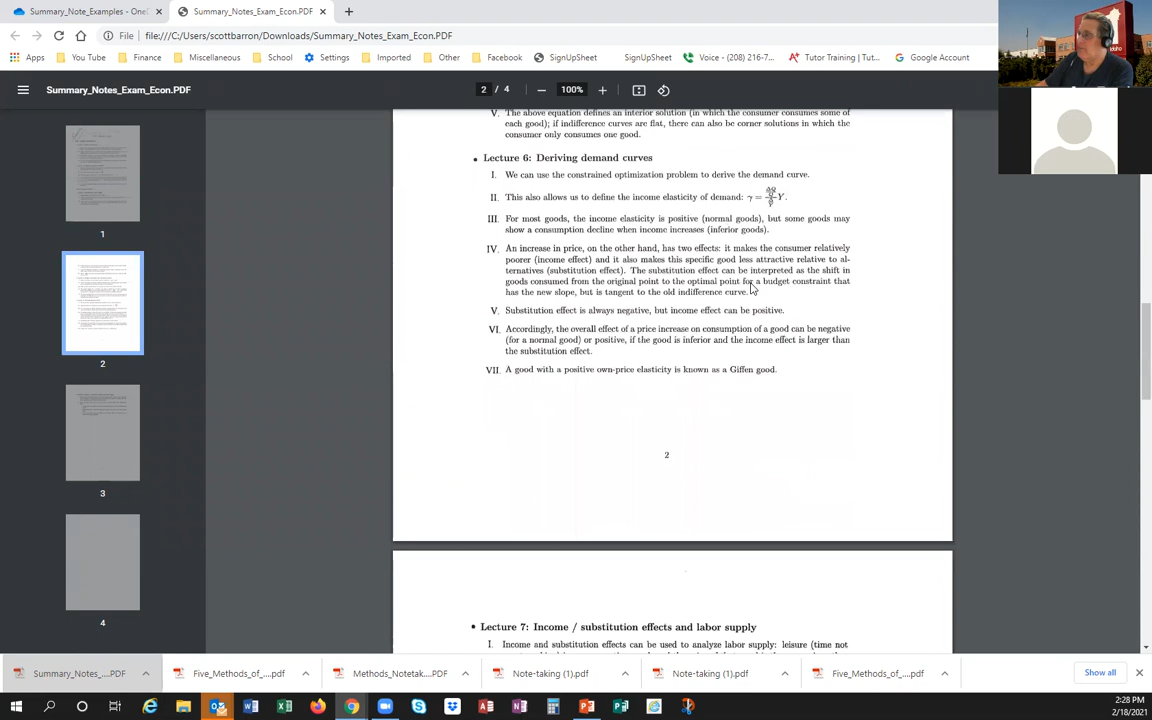 Summary_Note_Examples - OneD
Summary_Notes_Exam_Econ.PDF
File
file:///C:/Users/scottbarron/Downloads/Summary_Notes_Exam_Econ.PDF
Apps You Tube Finance Miscellaneous School Settings Imported Other Facebook SignUpSheet SignUpSheet Voice - (208) 216-7... Tutor Training | Tut... Google Account
Summary_Notes_Exam_Econ.PDF
2 / 4
100%
1
2
3
4
V. The above equation defines an interior solution (in which the consumer consumes some of
each good); if indifference curves are flat, there can also be corner solutions in which the
consumer only consumes one good.
• Lecture 6: Deriving demand curves
I. We can use the constrained optimization problem to derive the demand curve.
II. This also allows us to define the income elasticity of demand: γ =
III. For most goods, the income elasticity is positive (normal goods), but some goods may
show a consumption decline when income increases (inferior goods).
IV. An increase in price, on the other hand, has two effects: it makes the consumer relatively
poorer (income effect) and it also makes this specific good less attractive relative to al-
ternatives (substitution effect). The substitution effect can be interpreted as the shift in
goods consumed from the original point to the optimal point for a budget constraint that
has the new slope, but is tangent to the old indifference curve.
V. Substitution effect is always negative, but income effect can be positive.
VI. Accordingly, the overall effect of a price increase on consumption of a good can be negative
(for a normal good) or positive, if the good is inferior and the income effect is larger than
the substitution effect.
VII. A good with a positive own-price elasticity is known as a Giffen good.
2
• Lecture 7: Income / substitution effects and labor supply
I. Income and substitution effects can be used to analyze labor supply: leisure (time not
Summary_Notes_....PDF
Five_Methods_of_....pdf
Methods_Notetak....PDF
Note-taking (1).pdf
Note-taking (1).pdf
Five_Methods_of_....pdf
Show all
2:28 PM
2/18/2021